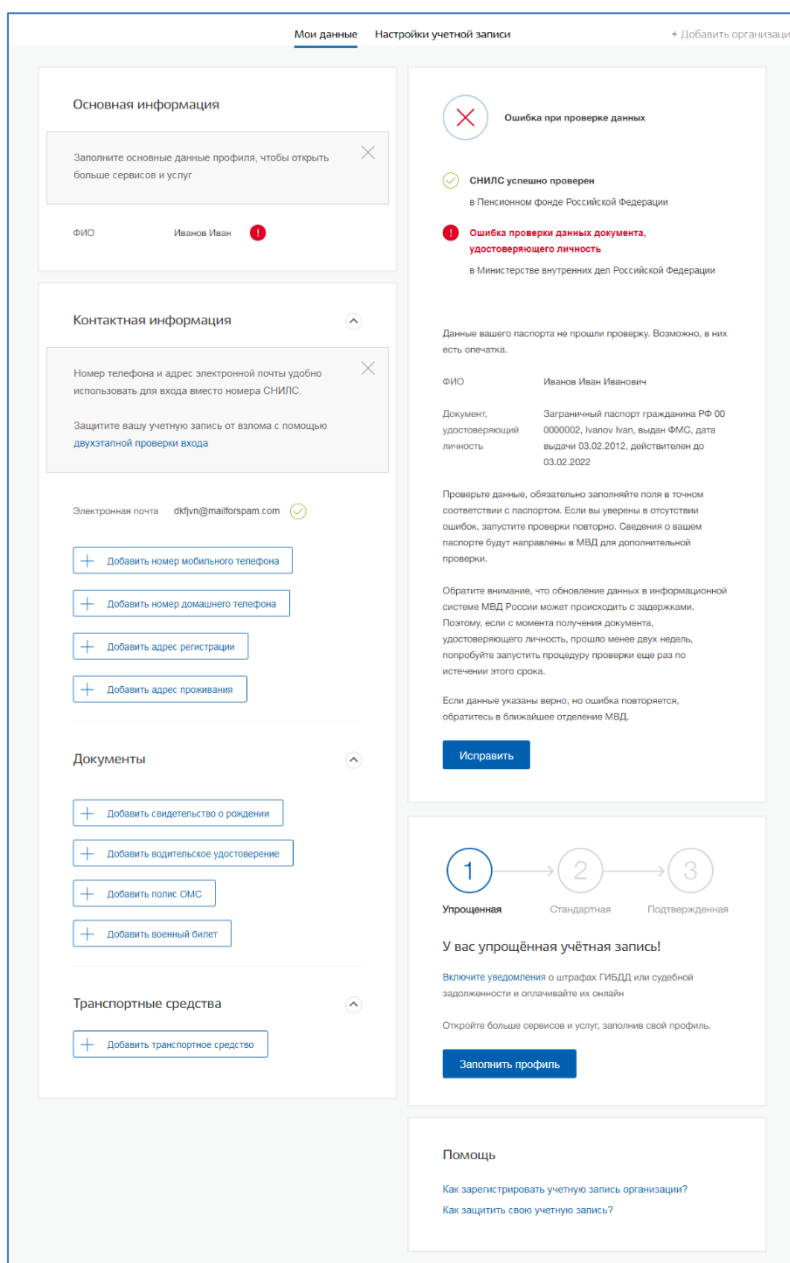 Мои данные
Настройки учетной записи
+ Добавить организаци
Основная информация
Заполните основные данные профиля, чтобы открыть
больше сервисов и услуг
ФИО
Иванов Иван
Контактная информация
Номер телефона и адрес электронной почты удобно
использовать для входа вместо номера СНИЛС.
Защитите вашу учетную запись от взлома с помощью
двухэтапной проверки входа
Электронная почта
dkfjvn@mailforspam.com
Добавить номер мобильного телефона
Добавить номер домашнего телефона
Добавить адрес регистрации
Добавить адрес проживания
Документы
Добавить свидетельство о рождении
Добавить водительское удостоверение
Добавить полис ОМС
Добавить военный билет
Транспортные средства
Добавить транспортное средство
Ошибка при проверке данных
СНИЛС успешно проверен
в Пенсионном фонде Российской Федерации
Ошибка проверки данных документа,
удостоверяющего личность
в Министерстве внутренних дел Российской Федерации
Данные вашего паспорта не прошли проверку. Возможно, в них
есть опечатка.
ФИО
Иванов Иван Иванович
Документ,
удостоверяющий
личность
Заграничный паспорт гражданина РФ 00
0000002, Ivanov Ivan, выдан ФМС, дата
выдачи 03.02.2012, действителен до
03.02.2022
Проверьте данные, обязательно заполняйте поля в точном
соответствии с паспортом. Если вы уверены в отсутствии
ошибок, запустите проверки повторно. Сведения о вашем
паспорте будут направлены в МВД для дополнительной
проверки.
Обратите внимание, что обновление данных в информационной
системе МВД России может происходить с задержками.
Поэтому, если с момента получения документа,
удостоверяющего личность, прошло менее двух недель,
попробуйте запустить процедуру проверки еще раз по
истечении этого срока.
Если данные указаны верно, но ошибка повторяется,
обратитесь в ближайшее отделение МВД.
Исправить
1
2
3
Упрощенная
Стандартная
Подтвержденная
У вас упрощённая учётная запись!
Включите уведомления о штрафах ГИБДД или судебной
задолженности и оплачивайте их онлайн
Откройте больше сервисов и услуг, заполнив свой профиль.
Заполнить профиль
Помощь
Как зарегистрировать учетную запись организации?
Как защитить свою учетную запись?